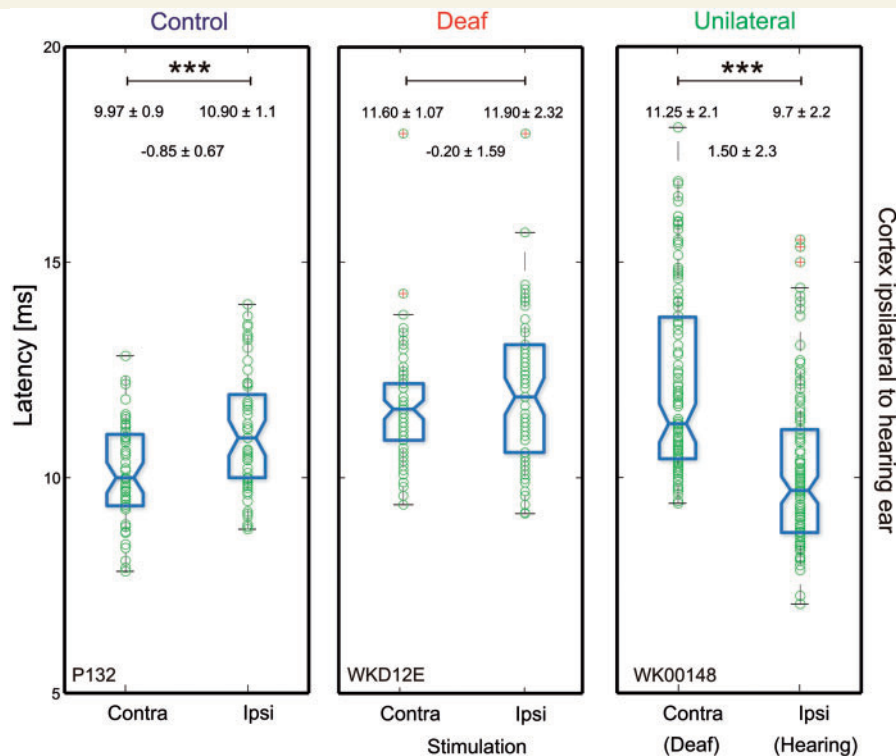 Control Deaf Unilateral
20
*** ***
9.97 ± 0.9 10.90 ± 1.1 11.60 ± 1.07 11.90 ± 2.32 11.25 ± 2.1 9.7 ± 2.2
-0.85 ± 0.67 -0.20 ± 1.59 1.50 ± 2.3
15
Latency [ms]
Cortex ipsilateral to hearing ear
10
P132 WKD12E WK00148
5
Contra Ipsi Contra Ipsi Contra Ipsi
Stimulation (Deaf) (Hearing)